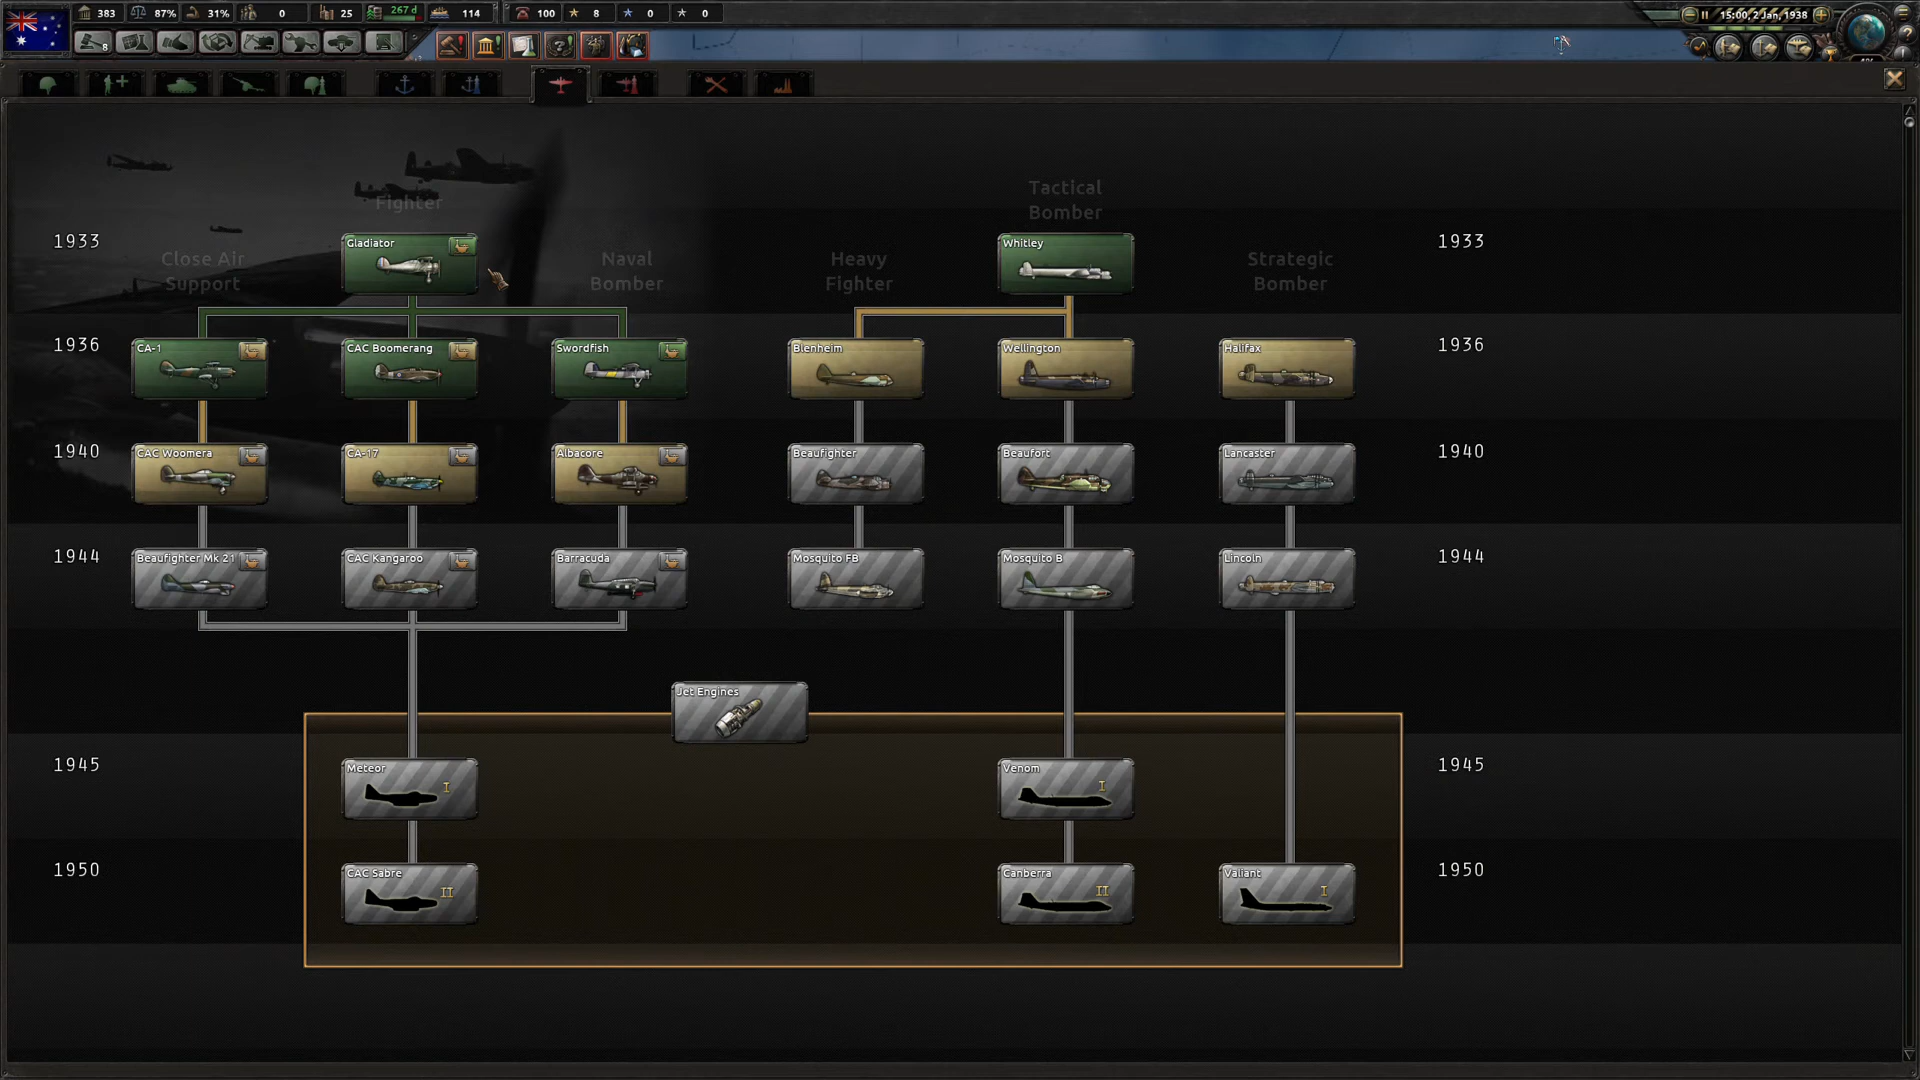 383 87% 31% 0 25 267 d 114 100 8 0 0 15:00, 2 Jan, 1938
8
Tactical
Bomber
Fighter
1933 Gladiator Whitley 1933
Close Air
Support
Naval
Bomber
Heavy
Fighter
Strategic
Bomber
1936 CA-1 CAC Boomerang Swordfish Blenheim Wellington Halifax 1936
1940 CAC Woomera CA-17 Albacore Beaufighter Beaufort Lancaster 1940
1944 Beaufighter Mk 21 CAC Kangaroo Barracuda Mosquito FB Mosquito B Lincoln 1944
Jet Engines
1945 Meteor I Venom I 1945
1950 CAC Sabre II Canberra II Valiant I 1950